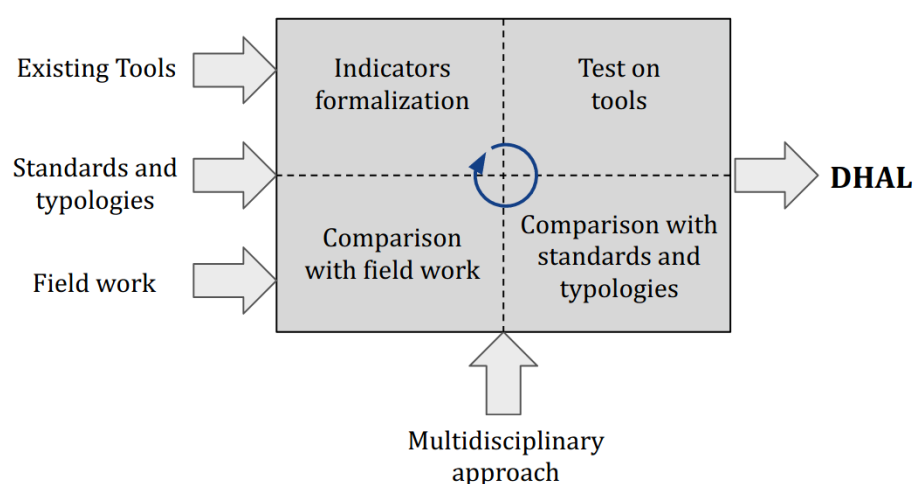 Existing Tools
Standards and
typologies
Field work
Indicators
formalization
Test on
tools
Comparison
with field work
Comparison with
standards and
typologies
DHAL
Multidisciplinary
approach